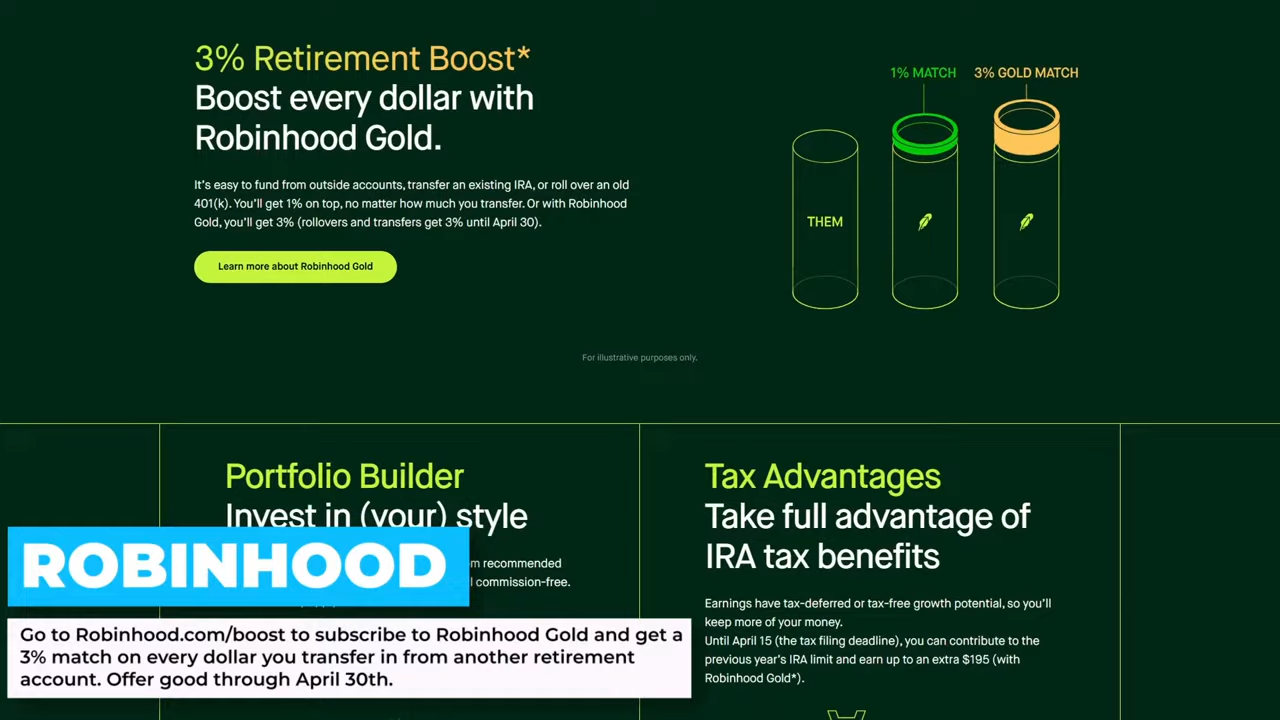 3% Retirement Boost*
Boost every dollar with
Robinhood Gold.
It's easy to fund from outside accounts, transfer an existing IRA, or roll over an old
401(k). You'll get 1% on top, no matter how much you transfer. Or with Robinhood
Gold, you'll get 3% (rollovers and transfers get 3% until April 30).
Learn more about Robinhood Gold
1% MATCH
3% GOLD MATCH
THEM
For illustrative purposes only.
Portfolio Builder
Invest in (your) style
recommended
commission-free.
Tax Advantages
Take full advantage of
IRA tax benefits
Earnings have tax-deferred or tax-free growth potential, so you'll
keep more of your money.
Until April 15 (the tax filing deadline), you can contribute to the
previous year's IRA limit and earn up to an extra $195 (with
Robinhood Gold*).
ROBINHOOD
Go to Robinhood.com/boost to subscribe to Robinhood Gold and get a
3% match on every dollar you transfer in from another retirement
account. Offer good through April 30th.